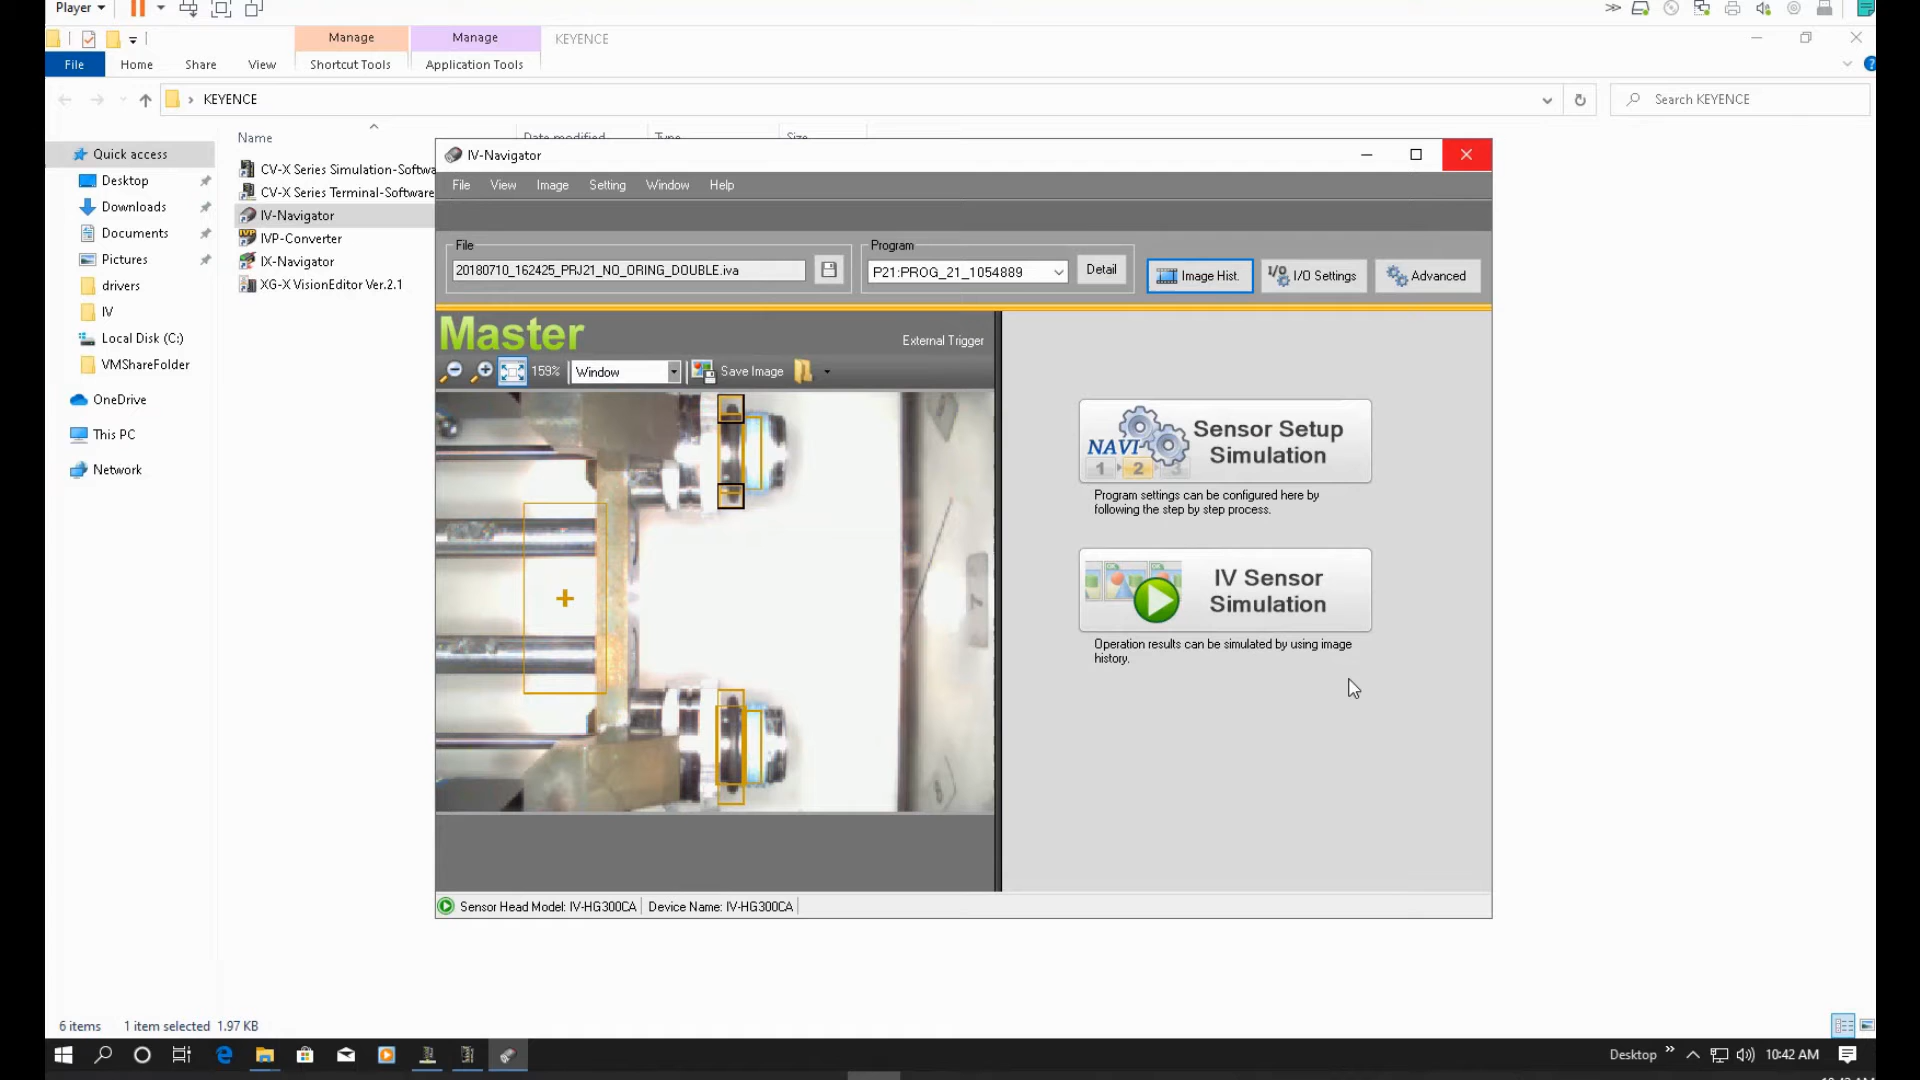 Player
Manage
Manage
KEYENCE
File
Home
Share
View
Shortcut Tools
Application Tools
KEYENCE
Search KEYENCE
Name
Date modified
Type
Size
Quick access
Desktop
Downloads
Documents
Pictures
drivers
IV
Local Disk (C:)
VMShareFolder
OneDrive
This PC
Network
CV-X Series Simulation-Softwa
CV-X Series Terminal-Software
IV-Navigator
IVP-Converter
IX-Navigator
XG-X VisionEditor Ver.2.1
IV-Navigator
File View Image Setting Window Help
File
20180710_162425_PRJ21_NO_ORING_DOUBLE.iva
Program
P21:PROG_21_1054889
Detail
Image Hist.
I/O Settings
Advanced
Master
External Trigger
159%
Window
Save Image
NAVI
1 2 3
Sensor Setup
Simulation
Program settings can be configured here by
following the step by step process.
IV Sensor
Simulation
Operation results can be simulated by using image
history.
Sensor Head Model: IV-HG300CA
Device Name: IV-HG300CA
6 items
1 item selected 1.97 KB
Desktop
10:42 AM